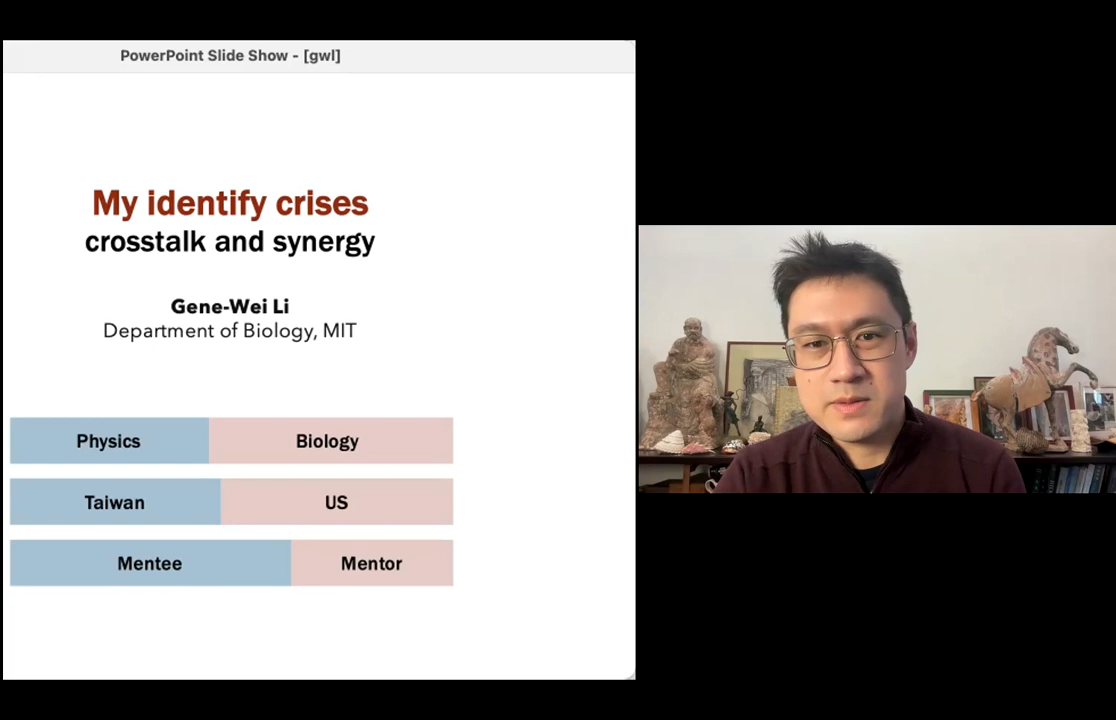 PowerPoint Slide Show - [gwl]
My identify crises
crosstalk and synergy
Gene-Wei Li
Department of Biology, MIT
Physics Biology
Taiwan US
Mentee Mentor